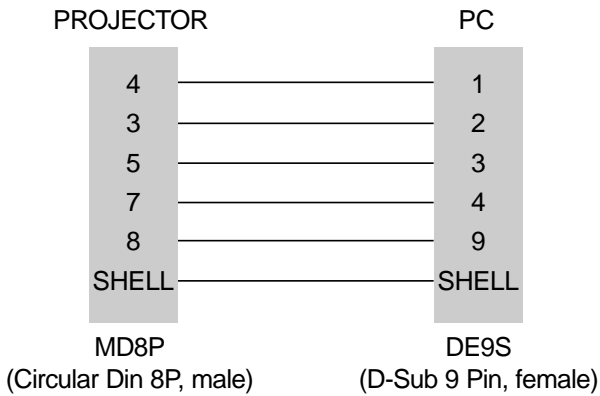 PROJECTOR PC
4 1
3 2
5 3
7 4
8 9
SHELL SHELL
MD8P DE9S
(Circular Din 8P, male) (D-Sub 9 Pin, female)